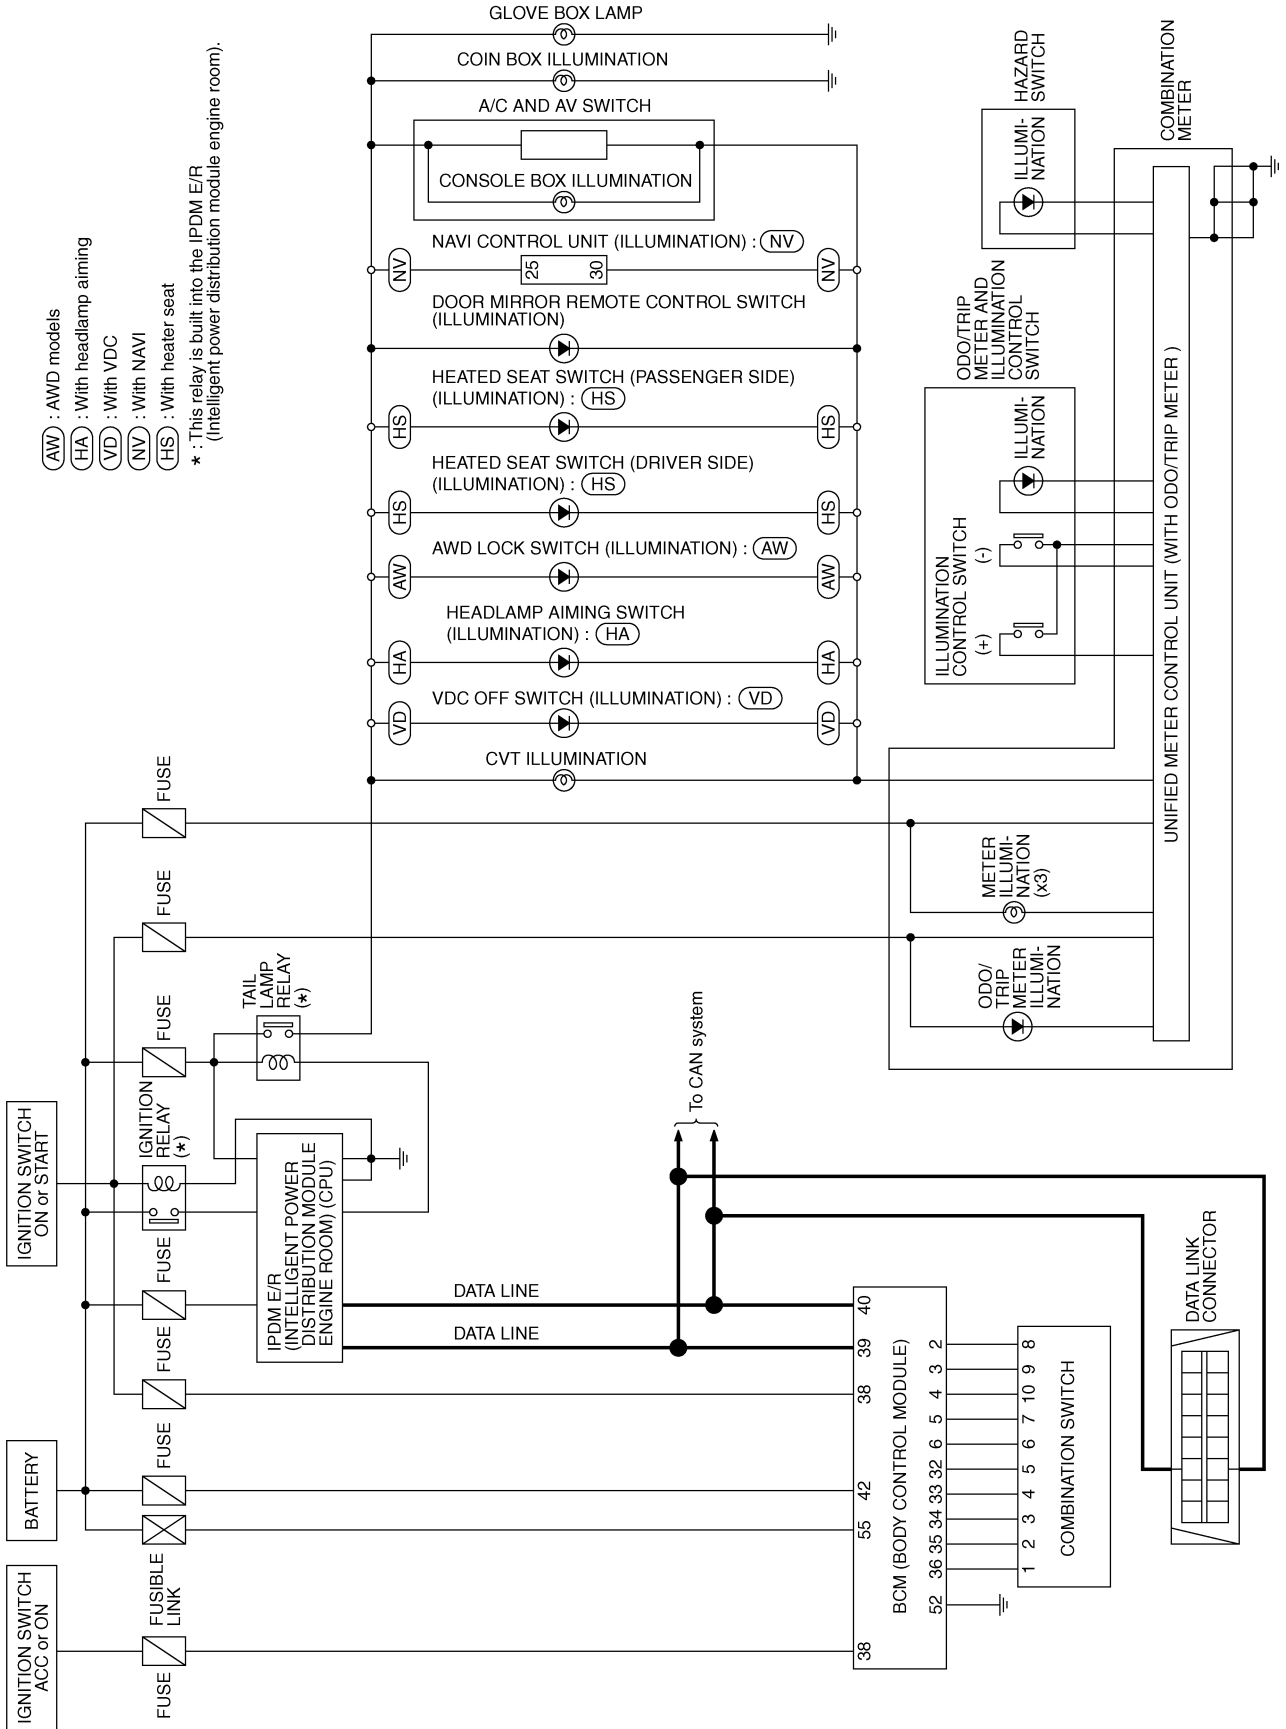 GLOVE BOX LAMP
COIN BOX ILLUMINATION
A/C AND AV SWITCH
CONSOLE BOX ILLUMINATION
NAVI CONTROL UNIT (ILLUMINATION) : NV
NV
25
30
NV
DOOR MIRROR REMOTE CONTROL SWITCH
(ILLUMINATION)
HEATED SEAT SWITCH (PASSENGER SIDE)
(ILLUMINATION) : HS
HS
HS
HEATED SEAT SWITCH (DRIVER SIDE)
(ILLUMINATION) : HS
HS
HS
AWD LOCK SWITCH (ILLUMINATION) : AW
AW
AW
HEADLAMP AIMING SWITCH
(ILLUMINATION) : HA
HA
HA
VDC OFF SWITCH (ILLUMINATION) : VD
VD
VD
CVT ILLUMINATION
AW : AWD models
HA : With headlamp aiming
VD : With VDC
NV : With NAVI
HS : With heater seat
* : This relay is built into the IPDM E/R
(Intelligent power distribution module engine room).
HAZARD
SWITCH
ILLUMI-
NATION
COMBINATION
METER
ODO/TRIP
METER AND
ILLUMINATION
CONTROL
SWITCH
ILLUMI-
NATION
ILLUMINATION
CONTROL SWITCH
(-)
(+)
UNIFIED METER CONTROL UNIT (WITH ODO/TRIP METER )
METER
ILLUMI-
NATION
(x3)
ODO/
TRIP
METER
ILLUMI-
NATION
FUSE
FUSE
FUSE
TAIL
LAMP
RELAY
(*)
IGNITION
RELAY
(*)
IGNITION SWITCH
ON or START
FUSE
FUSE
FUSE
BATTERY
FUSIBLE
LINK
IGNITION SWITCH
ACC or ON
FUSE
IPDM E/R
(INTELLIGENT POWER
DISTRIBUTION MODULE
ENGINE ROOM) (CPU)
DATA LINE
DATA LINE
To CAN system
40
39
38
42
55
38
BCM (BODY CONTROL MODULE)
2
3
4
5
6
32
33
34
35
36
52
8
9
10
7
6
5
4
3
2
1
COMBINATION SWITCH
DATA LINK
CONNECTOR